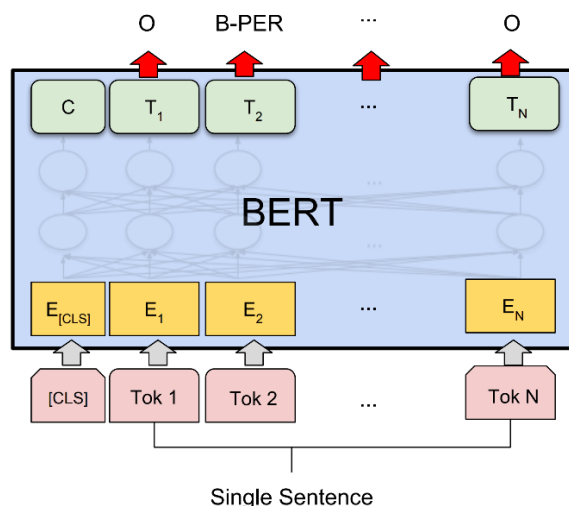 O B-PER ... O
C T1 T2 ... TN
...
BERT
...
E[CLS] E1 E2 ... EN
[CLS] Tok 1 Tok 2 ... Tok N
Single Sentence